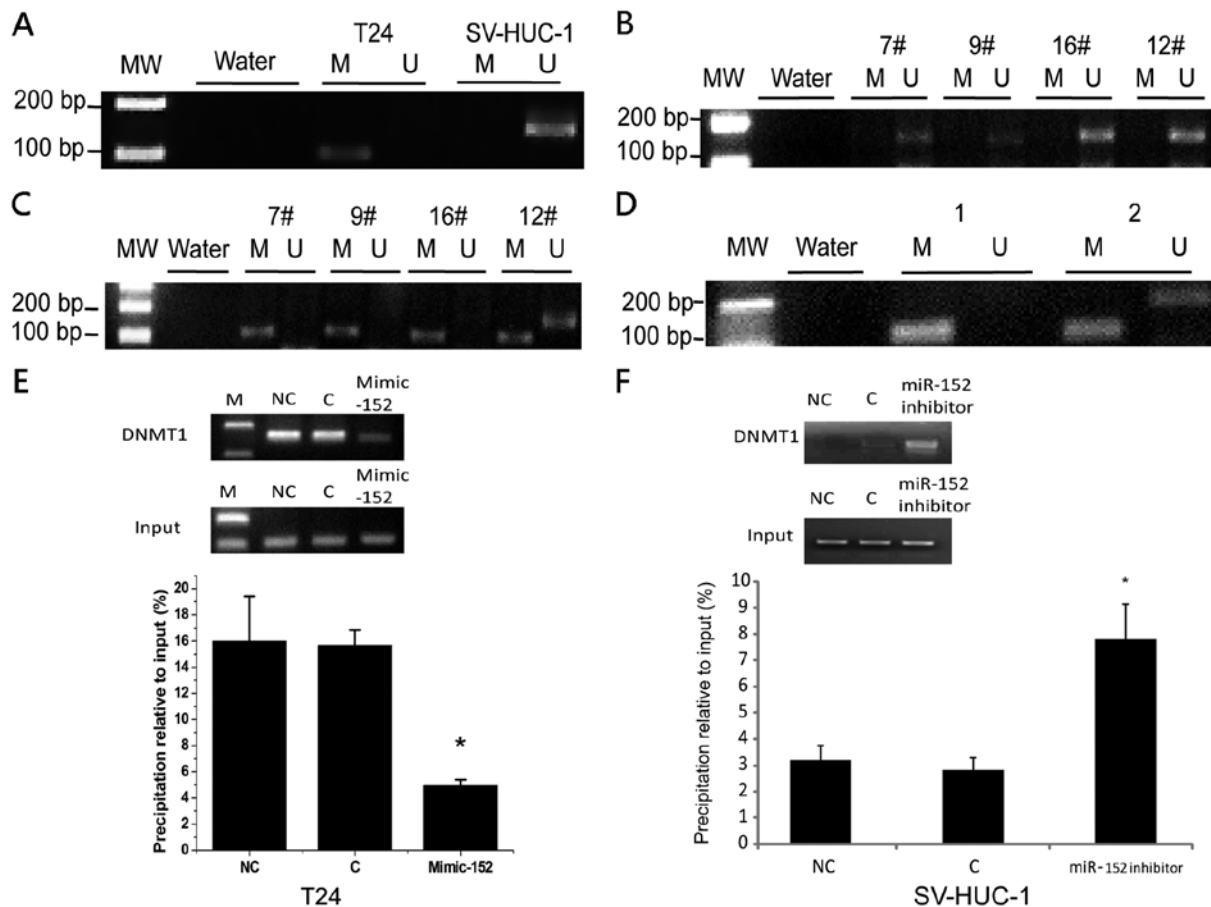 A
T24 SV-HUC-1
MW Water M U M U
200 bp
100 bp
B
7# 9# 16# 12#
MW Water M U M U M U M U
200 bp
100 bp
C
7# 9# 16# 12#
MW Water M U M U M U M U
200 bp
100 bp
D
1 2
MW Water M U M U
200 bp
100 bp
E
M NC C Mimic
-152
DNMT1
M NC C Mimic
-152
Input
Precipitation relative to input (%)
20
18
16
14
12
10
8
6
4
2
0
*
NC C Mimic-152
T24
F
NC C miR-152
inhibitor
DNMT1
NC C miR-152
inhibitor
Input
Precipitation relative to input (%)
10
9
8
7
6
5
4
3
2
1
0
*
NC C miR-152 inhibitor
SV-HUC-1